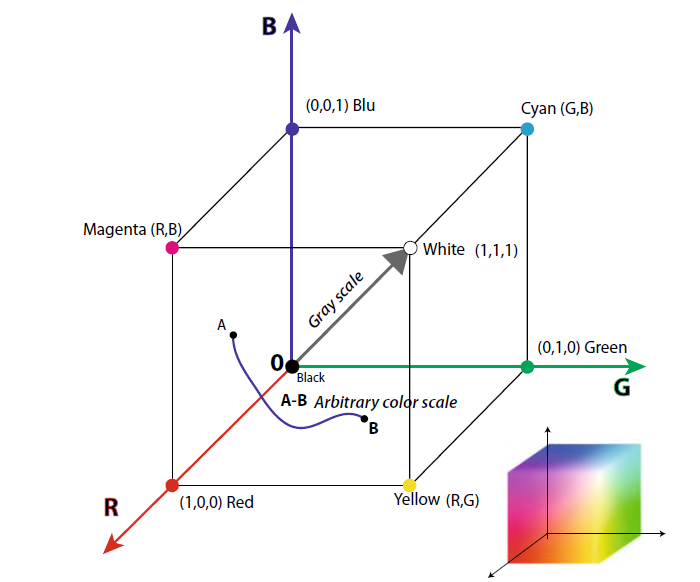 B
(0,0,1) Blu
Cyan (G,B)
Magenta (R,B)
White (1,1,1)
Gray scale
A
(0,1,0) Green
0
Black
G
A-B Arbitrary color scale
B
R
(1,0,0) Red
Yellow (R,G)